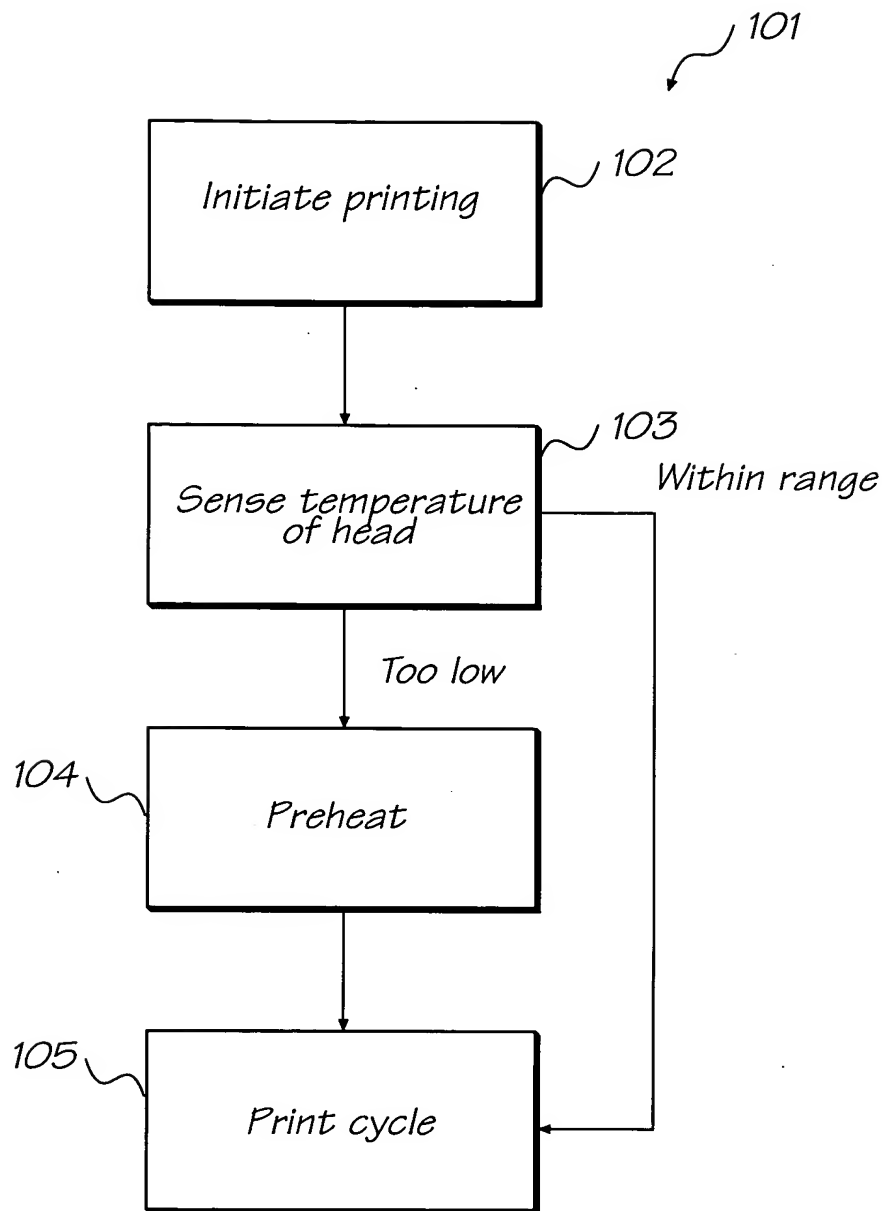 101
Initiate printing
102
103
Sense temperature
of head
Within range
Too low
104
Preheat
105
Print cycle